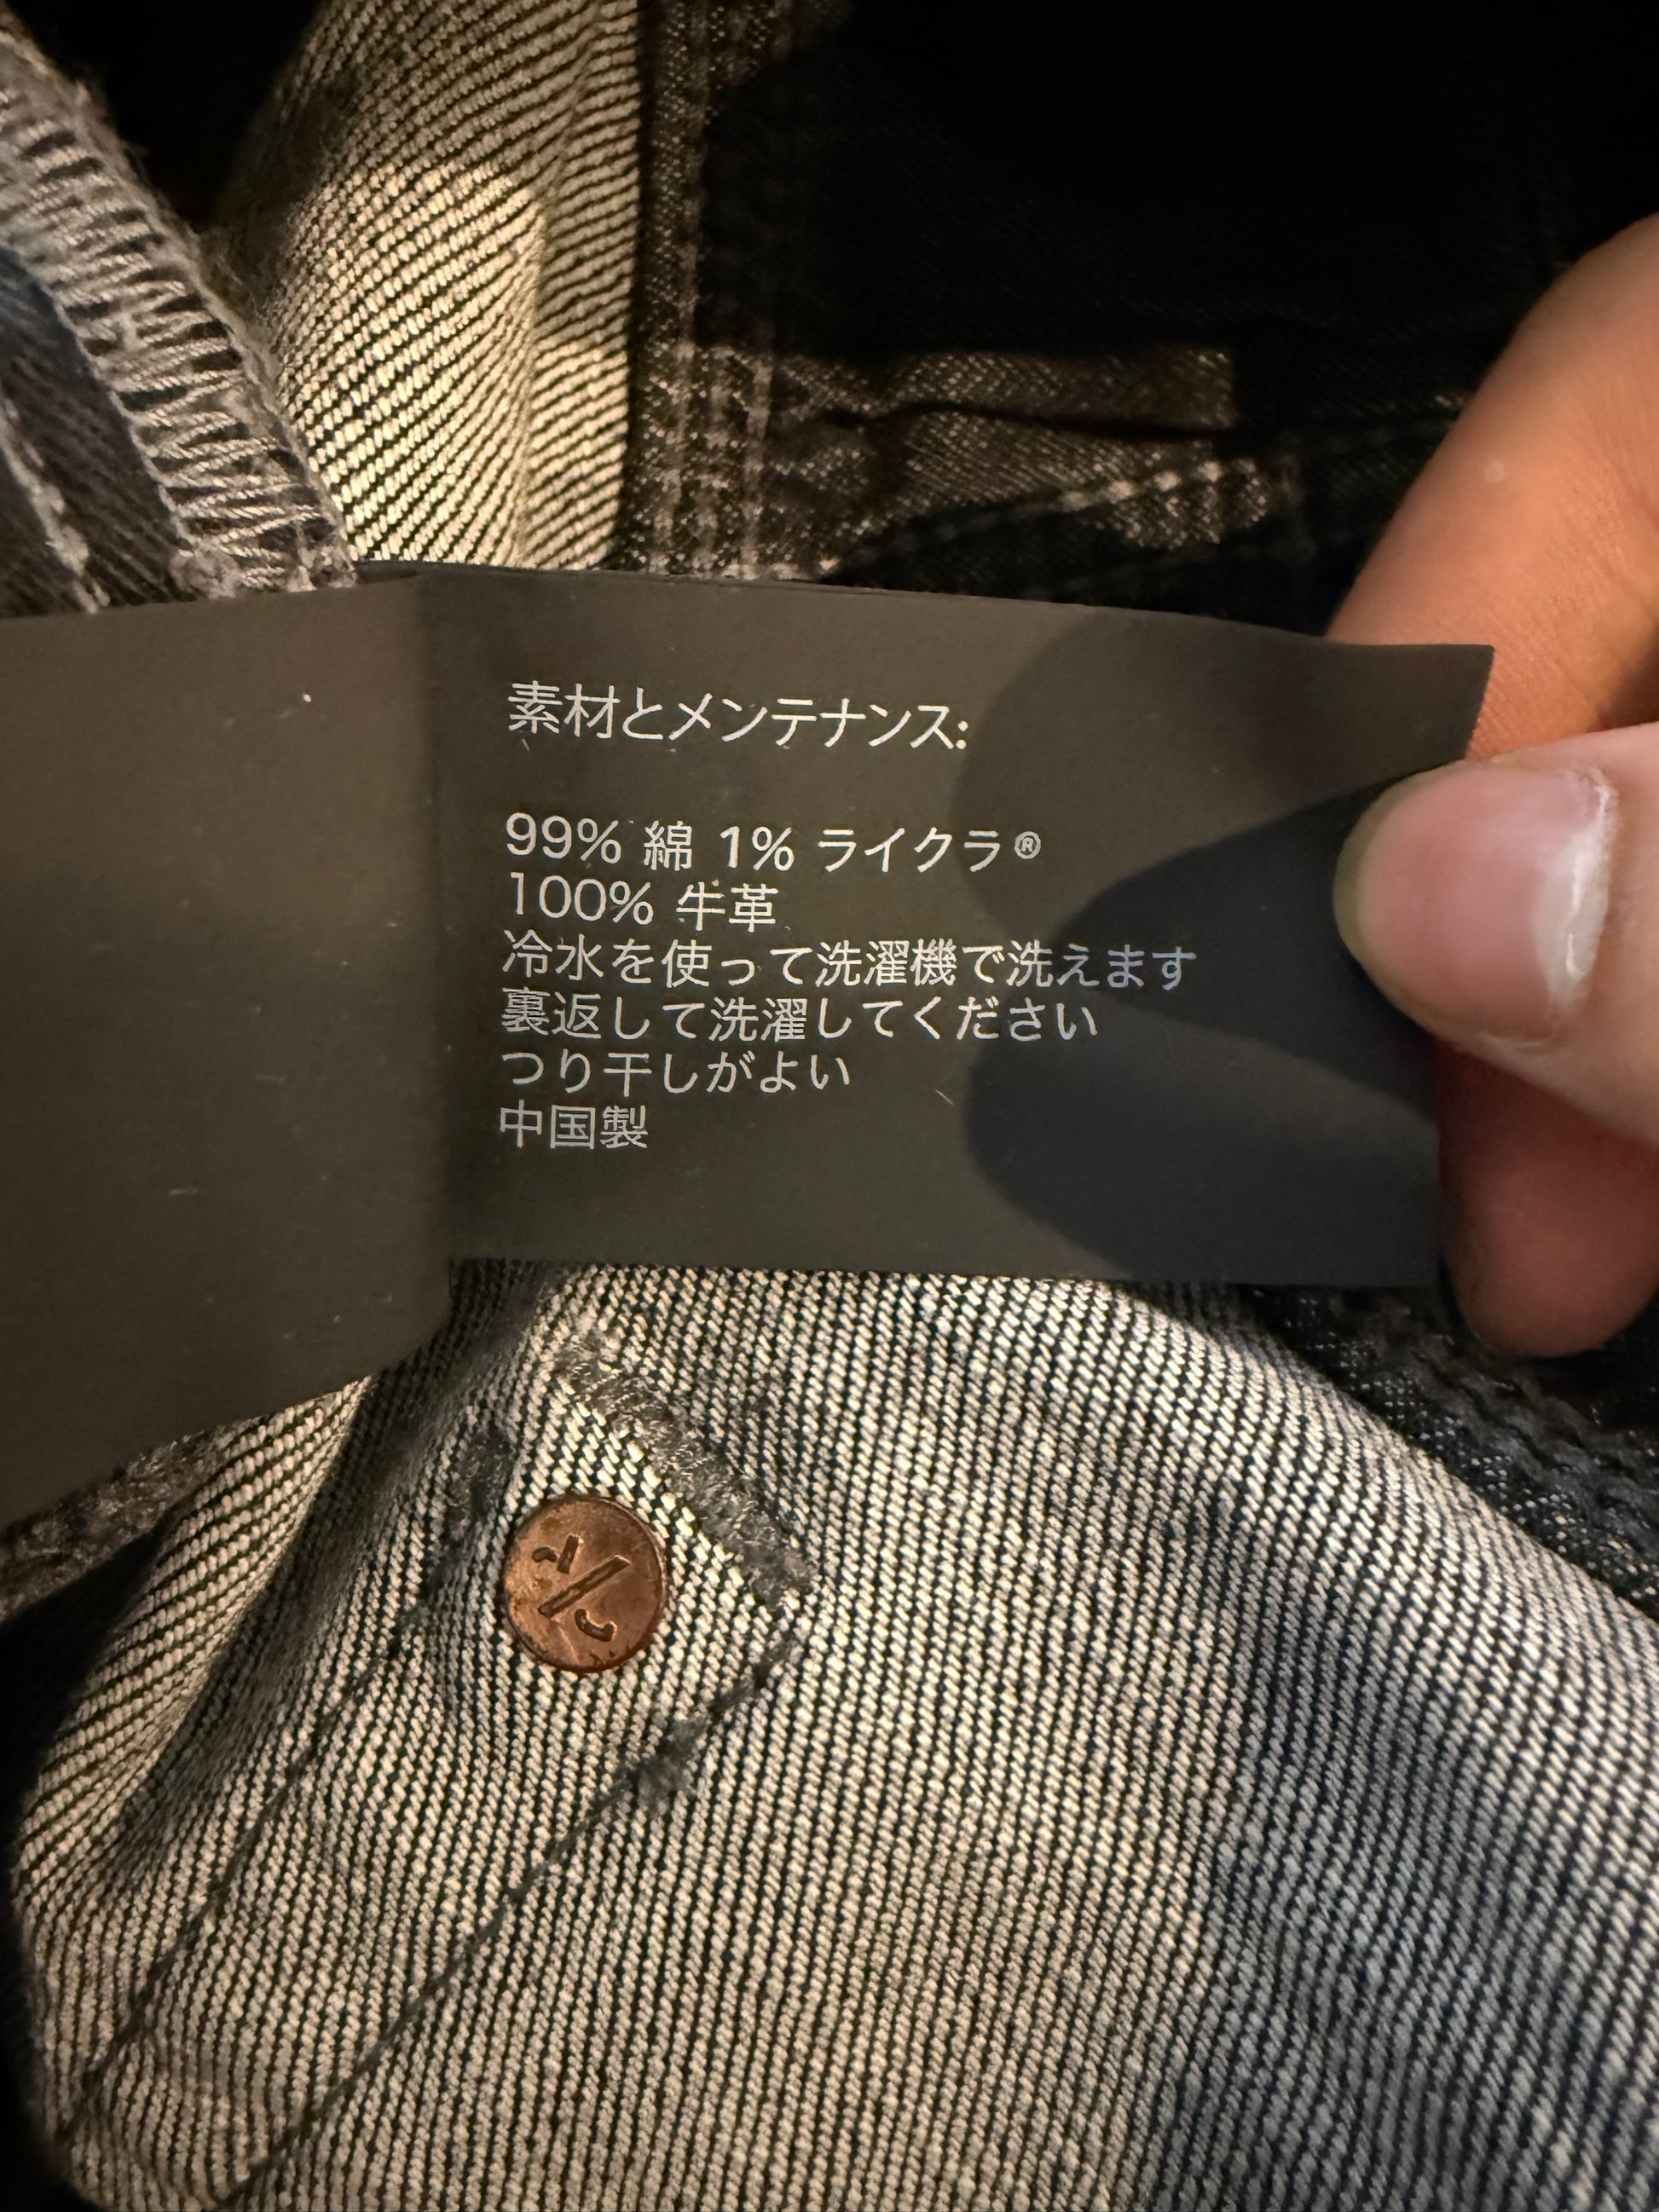 素材とメンテナンス:
99% 綿 1% ライクラ®
100% 牛革
冷水を使って洗濯機で洗えます
裏返して洗濯してください
つり干しがよい
中国製